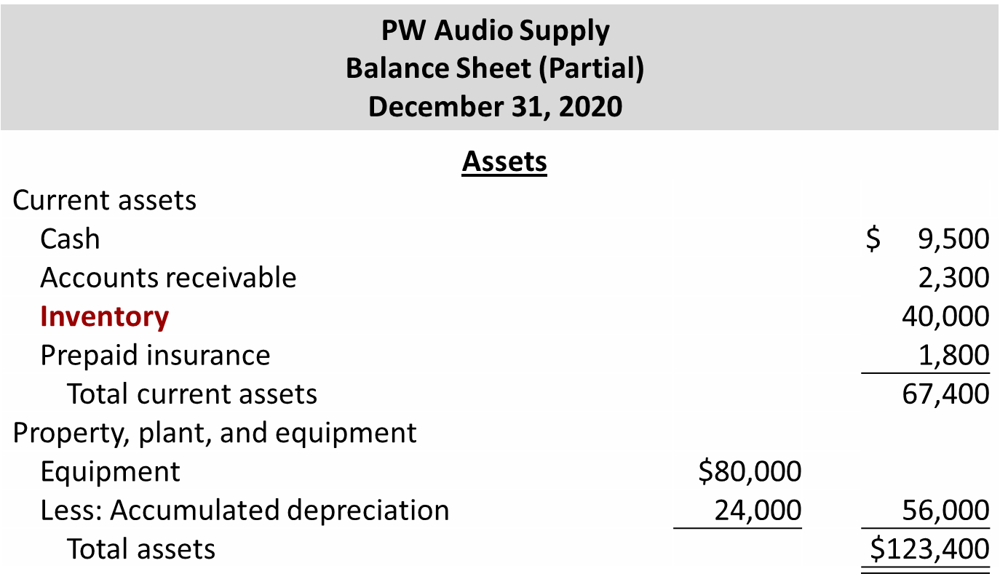 PW Audio Supply
Balance Sheet (Partial)
December 31, 2020
Assets
Current assets
Cash $ 9,500
Accounts receivable 2,300
Inventory 40,000
Prepaid insurance 1,800
Total current assets 67,400
Property, plant, and equipment
Equipment $80,000
Less: Accumulated depreciation 24,000 56,000
Total assets $123,400